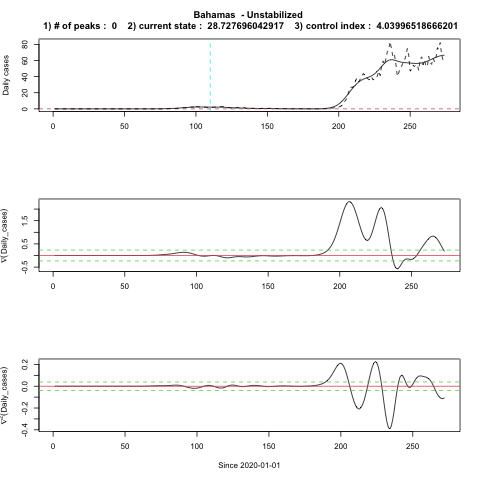 Bahamas - Unstabilized
1) # of peaks : 0 2) current state : 28.727696042917 3) control index : 4.03996518666201
Daily cases
0 20 40 60 80
0 50 100 150 200 250
∇(Daily_cases)
-0.5 0.5 1.5
0 50 100 150 200 250
∇²(Daily_cases)
-0.4 -0.2 0.0 0.2
0 50 100 150 200 250
Since 2020-01-01